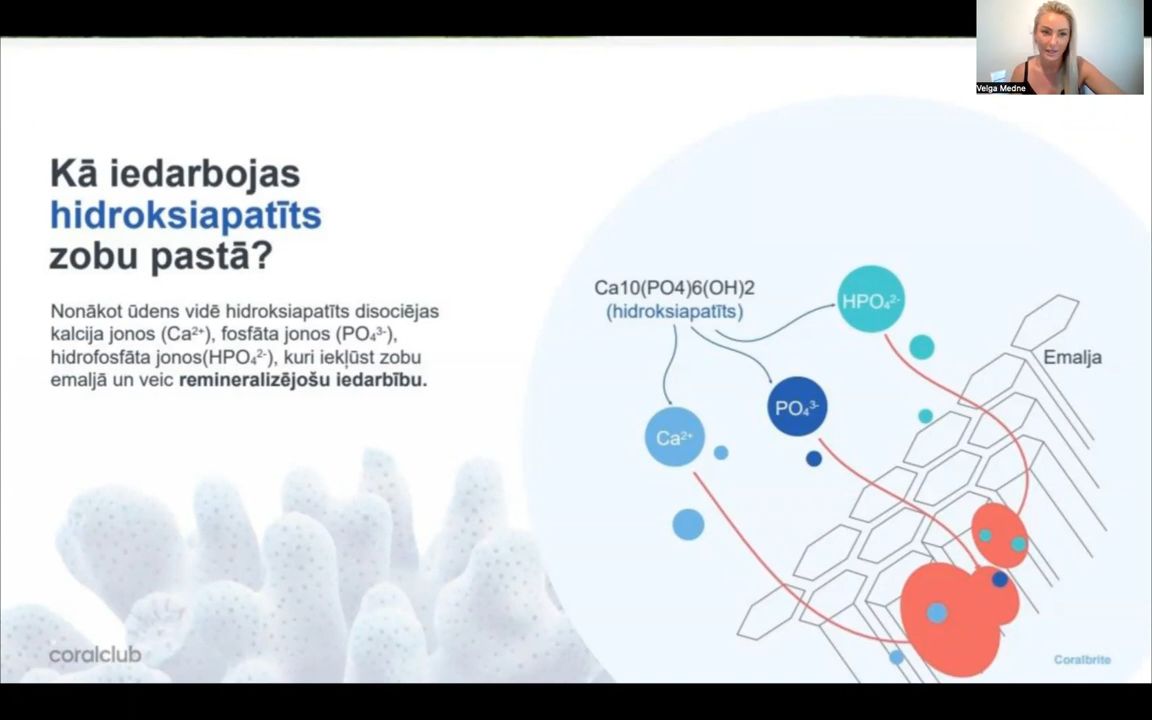 Velga Medne
Kā iedarbojas
hidroksiapatīts
zobu pastā?
Nonākot ūdens vidē hidroksiapatīts disociējas
kalcija jonos (Ca²⁺), fosfāta jonos (PO₄³⁻),
hidrofosfāta jonos(HPO₄²⁻), kuri iekļūst zobu
emaljā un veic remineralizējošu iedarbību.
Ca10(PO4)6(OH)2
(hidroksiapatīts)
HPO₄²⁻
Emalja
PO₄³⁻
Ca²⁺
coralclub
Coralbrite